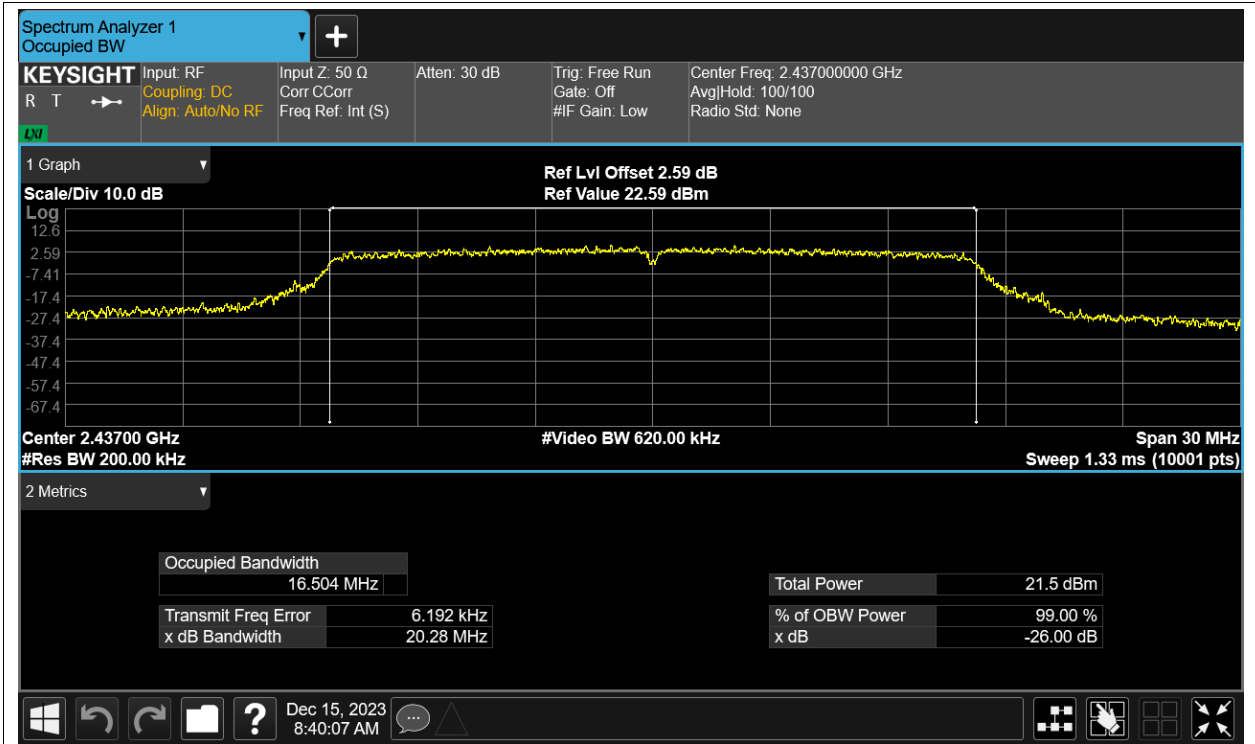 Spectrum Analyzer 1
Occupied BW
KEYSIGHT Input: RF Input Z: 50 Ω Atten: 30 dB Trig: Free Run Center Freq: 2.437000000 GHz
R T Coupling: DC Corr CCorr Gate: Off Avg|Hold: 100/100
Align: Auto/No RF Freq Ref: Int (S) #IF Gain: Low Radio Std: None
LXI
1 Graph
Ref Lvl Offset 2.59 dB
Scale/Div 10.0 dB Ref Value 22.59 dBm
Log
12.6
2.59
-7.41
-17.4
-27.4
-37.4
-47.4
-57.4
-67.4
Center 2.43700 GHz #Video BW 620.00 kHz Span 30 MHz
#Res BW 200.00 kHz Sweep 1.33 ms (10001 pts)
2 Metrics
Occupied Bandwidth
16.504 MHz Total Power 21.5 dBm
Transmit Freq Error 6.192 kHz % of OBW Power 99.00 %
x dB Bandwidth 20.28 MHz x dB -26.00 dB
Dec 15, 2023
8:40:07 AM